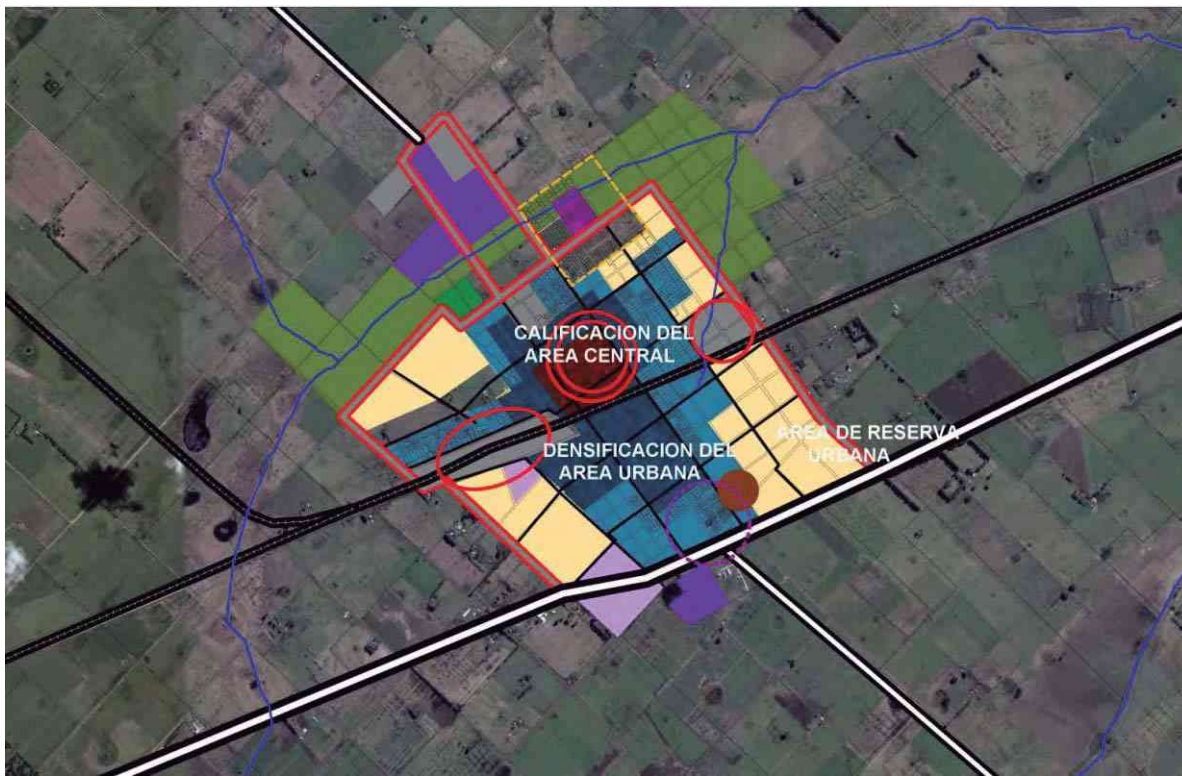 CALIFICACION DEL
AREA CENTRAL
DENSIFICACION DEL
AREA URBANA
AREA DE RESERVA
URBANA